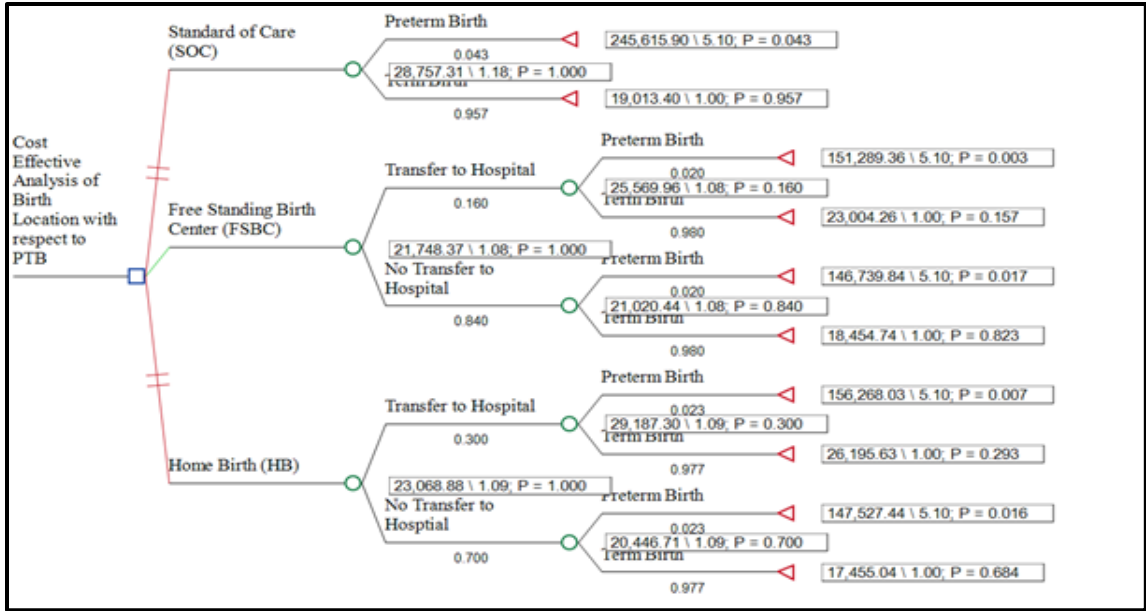 Preterm Birth
Standard of Care
(SOC)
0.043
245,615.90 \ 5.10; P = 0.043
28,757.31 \ 1.18; P = 1.000
Term Birth
0.957
19,013.40 \ 1.00; P = 0.957
Cost
Effective
Analysis of
Birth
Location with
respect to
PTB
Free Standing Birth
Center (FSBC)
21,748.37 \ 1.08; P = 1.000
Transfer to Hospital
0.160
Preterm Birth
0.020
151,289.36 \ 5.10; P = 0.003
25,569.96 \ 1.08; P = 0.160
Term Birth
0.980
23,004.26 \ 1.00; P = 0.157
No Transfer to
Hospital
0.840
Preterm Birth
0.020
146,739.84 \ 5.10; P = 0.017
21,020.44 \ 1.08; P = 0.840
Term Birth
0.980
18,454.74 \ 1.00; P = 0.823
Home Birth (HB)
23,068.88 \ 1.09; P = 1.000
Transfer to Hospital
0.300
Preterm Birth
0.023
156,268.03 \ 5.10; P = 0.007
29,187.30 \ 1.09; P = 0.300
Term Birth
0.977
26,195.63 \ 1.00; P = 0.293
No Transfer to
Hosptial
0.700
Preterm Birth
0.023
147,527.44 \ 5.10; P = 0.016
20,446.71 \ 1.09; P = 0.700
Term Birth
0.977
17,455.04 \ 1.00; P = 0.684